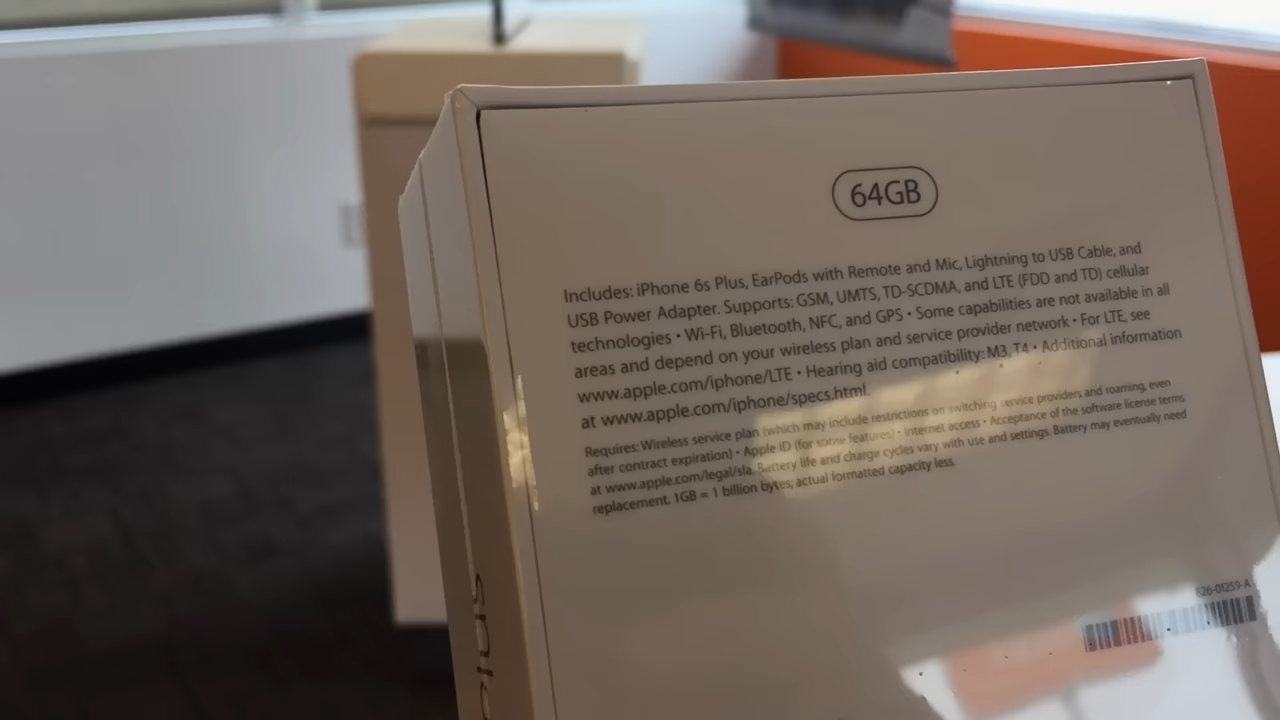 64GB
Includes: iPhone 6s Plus, EarPods with Remote and Mic, Lightning to USB Cable, and
USB Power Adapter. Supports: GSM, UMTS, TD-SCDMA, and LTE (FDD and TD) cellular
technologies • Wi-Fi, Bluetooth, NFC, and GPS • Some capabilities are not available in all
areas and depend on your wireless plan and service provider network • For LTE, see
www.apple.com/iphone/LTE • Hearing aid compatibility: M3, T4 • Additional information
at www.apple.com/iphone/specs.html.
Requires: Wireless service plan (which may include restrictions on switching service providers and roaming, even
after contract expiration) • Apple ID (for some features) • Internet access • Acceptance of the software license terms
at www.apple.com/legal/sla. Battery life and charge cycles vary with use and settings. Battery may eventually need
replacement. 1GB = 1 billion bytes; actual formatted capacity less.
826-01259-A